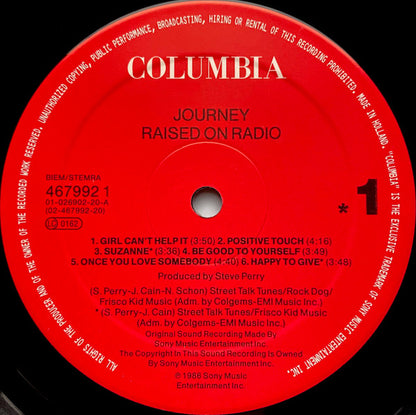 UNAUTHORIZED COPYING, PUBLIC PERFORMANCE, BROADCASTING, HIRING OR RENTAL OF THIS RECORDING PROHIBITED. MADE IN HOLLAND. "COLUMBIA" IS THE EXCLUSIVE TRADEMARK OF SONY MUSIC ENTERTAINMENT INC.
ALL RIGHTS OF THE PRODUCER AND OF THE OWNER OF THE RECORDED WORK RESERVED.
COLUMBIA
JOURNEY
RAISED ON RADIO
BIEM/STEMRA
467992 1
01-026902-20-A
(C2-467992-20)
LC 0162
* 1
1. GIRL CAN'T HELP IT (3:50) 2. POSITIVE TOUCH (4:16)
3. SUZANNE* (3:36) 4. BE GOOD TO YOURSELF (3:49)
5. ONCE YOU LOVE SOMEBODY (4:40) 6. HAPPY TO GIVE* (3:48)
Produced by Steve Perry
(S. Perry-J. Cain-N. Schon) Street Talk Tunes/Rock Dog/
Frisco Kid Music (Adm. by Colgems-EMI Music Inc.)
* (S. Perry-J. Cain) Street Talk Tunes/Frisco Kid Music
(Adm. by Colgems-EMI Music Inc.)
Original Sound Recording Made By
Sony Music Entertainment Inc.
The Copyright In This Sound Recording Is Owned
By Sony Music Entertainment Inc.
℗ 1986 Sony Music
Entertainment Inc.